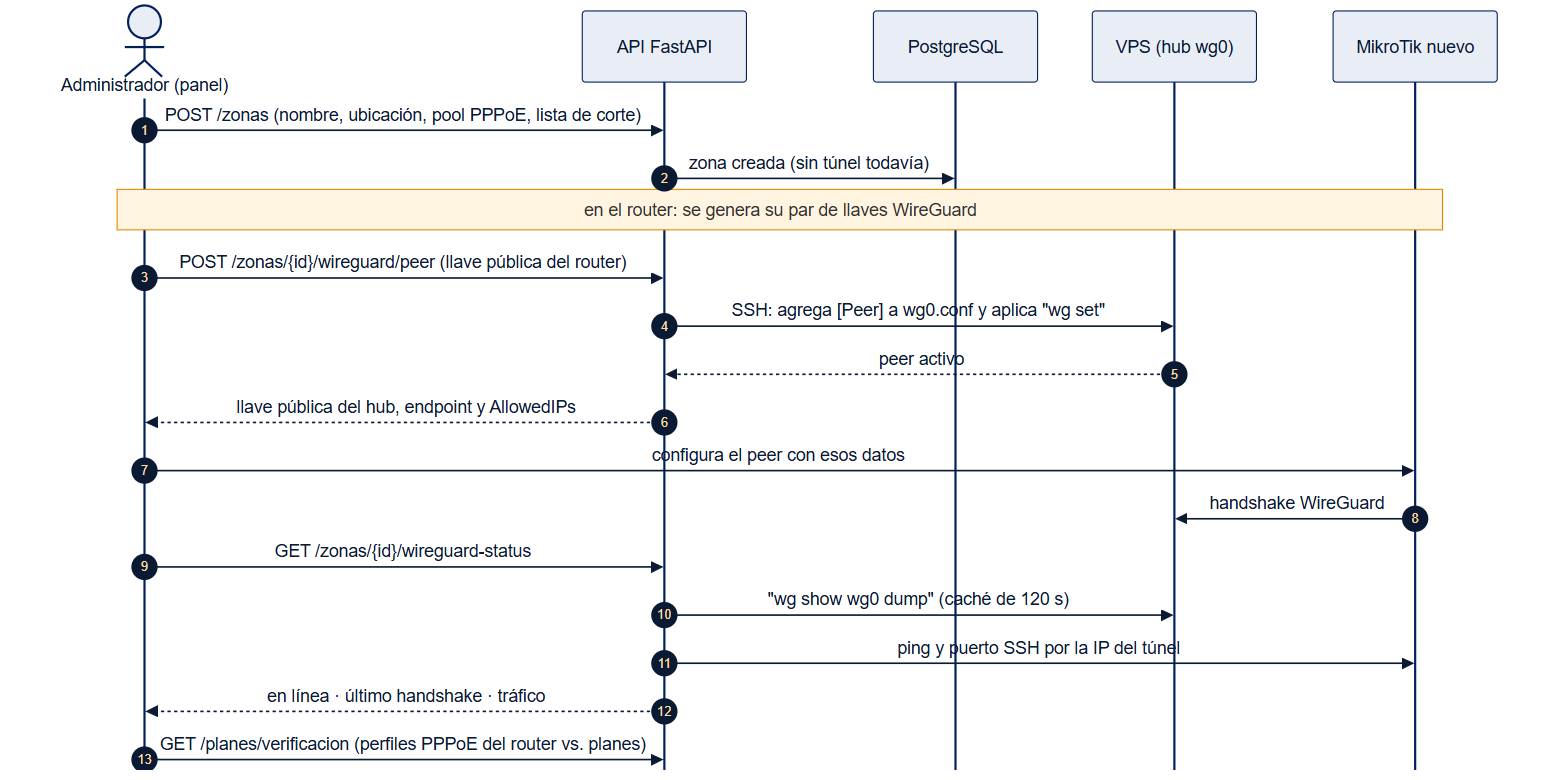 Administrador (panel)
API FastAPI
PostgreSQL
VPS (hub wg0)
MikroTik nuevo
1
POST /zonas (nombre, ubicación, pool PPPoE, lista de corte)
2
zona creada (sin túnel todavía)
en el router: se genera su par de llaves WireGuard
3
POST /zonas/{id}/wireguard/peer (llave pública del router)
4
SSH: agrega [Peer] a wg0.conf y aplica "wg set"
peer activo
5
llave pública del hub, endpoint y AllowedIPs
6
7
configura el peer con esos datos
handshake WireGuard
8
9
GET /zonas/{id}/wireguard-status
10
"wg show wg0 dump" (caché de 120 s)
11
ping y puerto SSH por la IP del túnel
en línea · último handshake · tráfico
12
13
GET /planes/verificacion (perfiles PPPoE del router vs. planes)